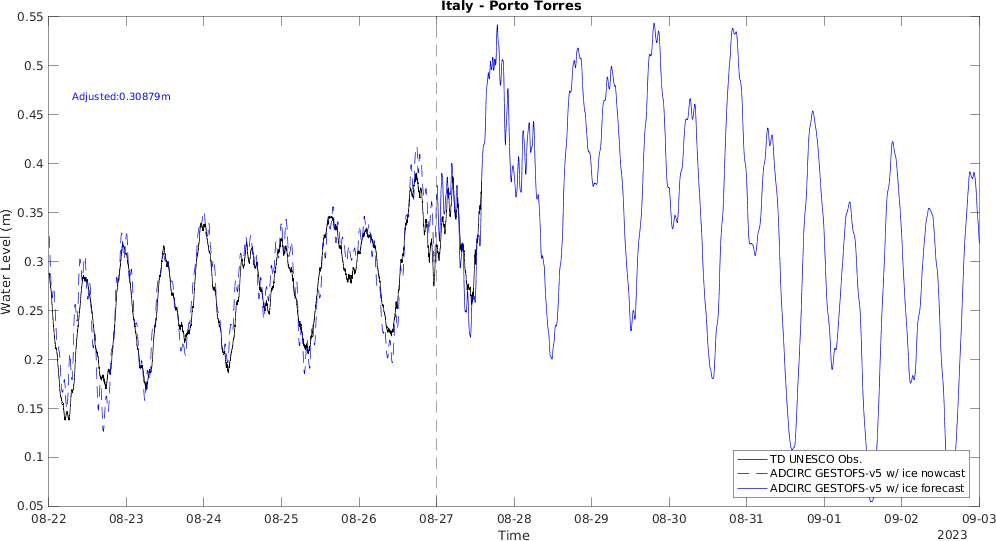 Italy - Porto Torres
0.55
0.5
0.45
0.4
0.35
0.3
0.25
0.2
0.15
0.1
0.05
Water Level (m)
Adjusted:0.30879m
TD UNESCO Obs.
ADCIRC GESTOFS-v5 w/ ice nowcast
ADCIRC GESTOFS-v5 w/ ice forecast
08-22 08-23 08-24 08-25 08-26 08-27 08-28 08-29 08-30 08-31 09-01 09-02 09-03
Time
2023